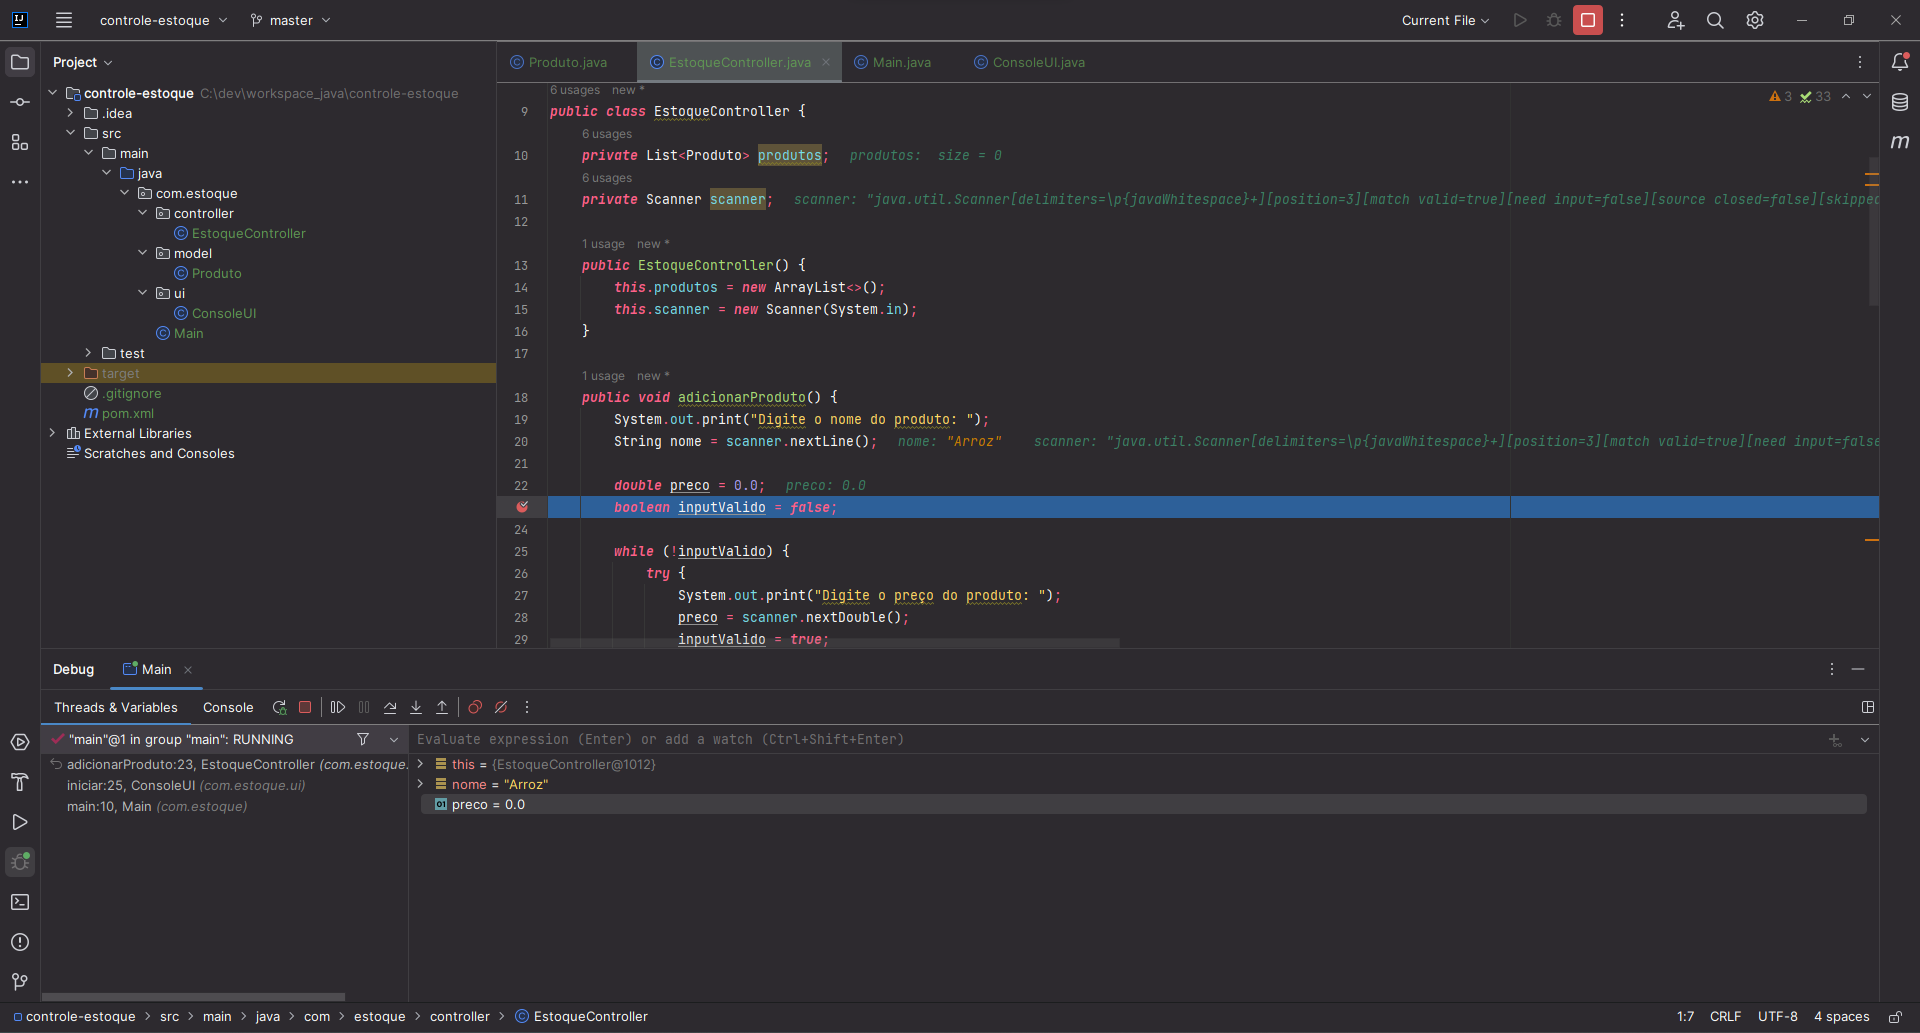 controle-estoque master Current File
Project
controle-estoque C:\dev\workspace_java\controle-estoque
.idea
src
main
java
com.estoque
controller
EstoqueController
model
Produto
ui
ConsoleUI
Main
test
target
.gitignore
pom.xml
External Libraries
Scratches and Consoles
Produto.java EstoqueController.java Main.java ConsoleUI.java
3 33
6 usages new *
9 public class EstoqueController {
6 usages
10 private List<Produto> produtos; produtos: size = 0
6 usages
11 private Scanner scanner; scanner: "java.util.Scanner[delimiters=\p{javaWhitespace}+][position=3][match valid=true][need input=false][source closed=false][skipped
12
1 usage new *
13 public EstoqueController() {
14 this.produtos = new ArrayList<>();
15 this.scanner = new Scanner(System.in);
16 }
17
1 usage new *
18 public void adicionarProduto() {
19 System.out.print("Digite o nome do produto: ");
20 String nome = scanner.nextLine(); nome: "Arroz" scanner: "java.util.Scanner[delimiters=\p{javaWhitespace}+][position=3][match valid=true][need input=false
21
22 double preco = 0.0; preco: 0.0
boolean inputValido = false;
24
25 while (!inputValido) {
26 try {
27 System.out.print("Digite o preço do produto: ");
28 preco = scanner.nextDouble();
29 inputValido = true;
Debug Main
Threads & Variables Console
"main"@1 in group "main": RUNNING
adicionarProduto:23, EstoqueController (com.estoque.
iniciar:25, ConsoleUI (com.estoque.ui)
main:10, Main (com.estoque)
Evaluate expression (Enter) or add a watch (Ctrl+Shift+Enter)
this = {EstoqueController@1012}
nome = "Arroz"
preco = 0.0
controle-estoque > src > main > java > com > estoque > controller > EstoqueController 1:7 CRLF UTF-8 4 spaces